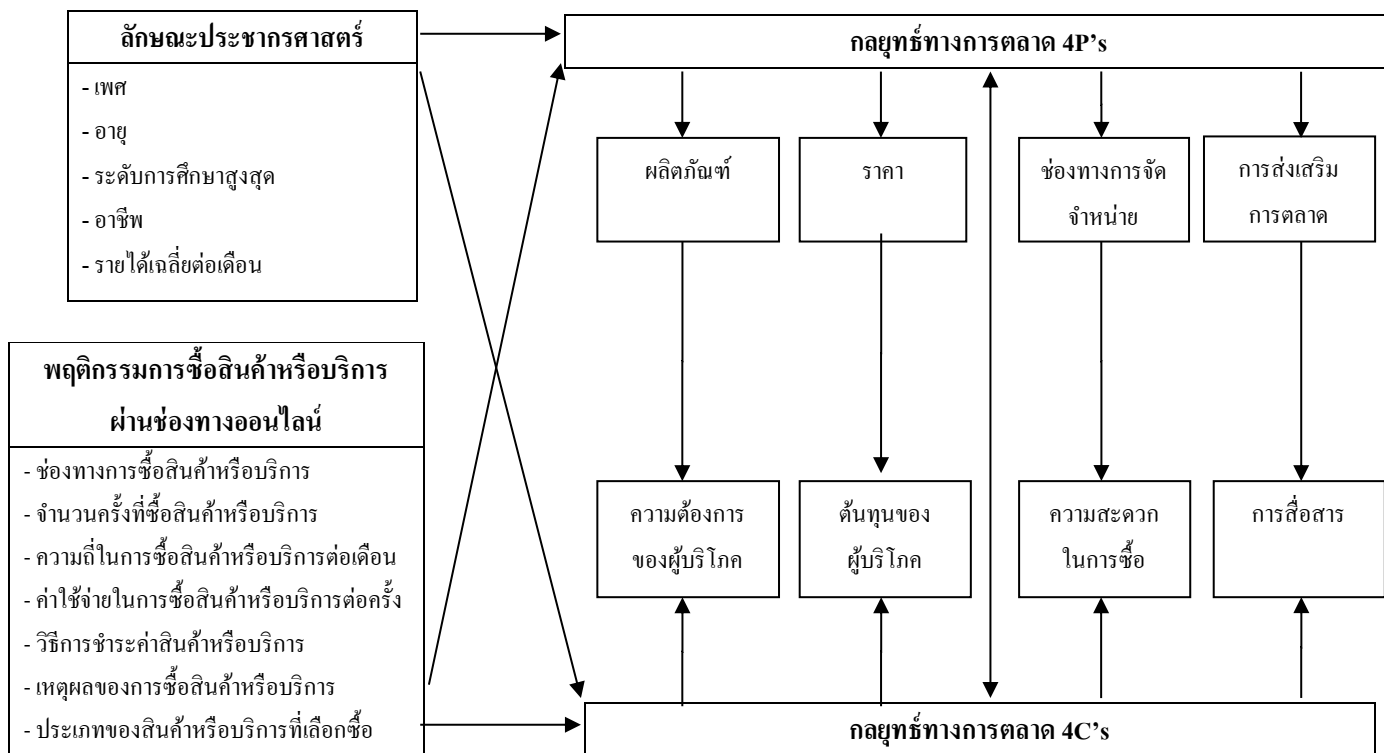 ลักษณะประชากรศาสตร์
- เพศ
- อายุ
- ระดับการศึกษาสูงสุด
- อาชีพ
- รายได้เฉลี่ยต่อเดือน
พฤติกรรมการซื้อสินค้าหรือบริการ
ผ่านช่องทางออนไลน์
- ช่องทางการซื้อสินค้าหรือบริการ
- จำนวนครั้งที่ซื้อสินค้าหรือบริการ
- ความถี่ในการซื้อสินค้าหรือบริการต่อเดือน
- ค่าใช้จ่ายในการซื้อสินค้าหรือบริการต่อครั้ง
- วิธีการชำระค่าสินค้าหรือบริการ
- เหตุผลของการซื้อสินค้าหรือบริการ
- ประเภทของสินค้าหรือบริการที่เลือกซื้อ
กลยุทธ์ทางการตลาด 4P’s
ผลิตภัณฑ์
ราคา
ช่องทางการจัด
จำหน่าย
การส่งเสริม
การตลาด
ความต้องการ
ของผู้บริโภค
ต้นทุนของ
ผู้บริโภค
ความสะดวก
ในการซื้อ
การสื่อสาร
กลยุทธ์ทางการตลาด 4C’s